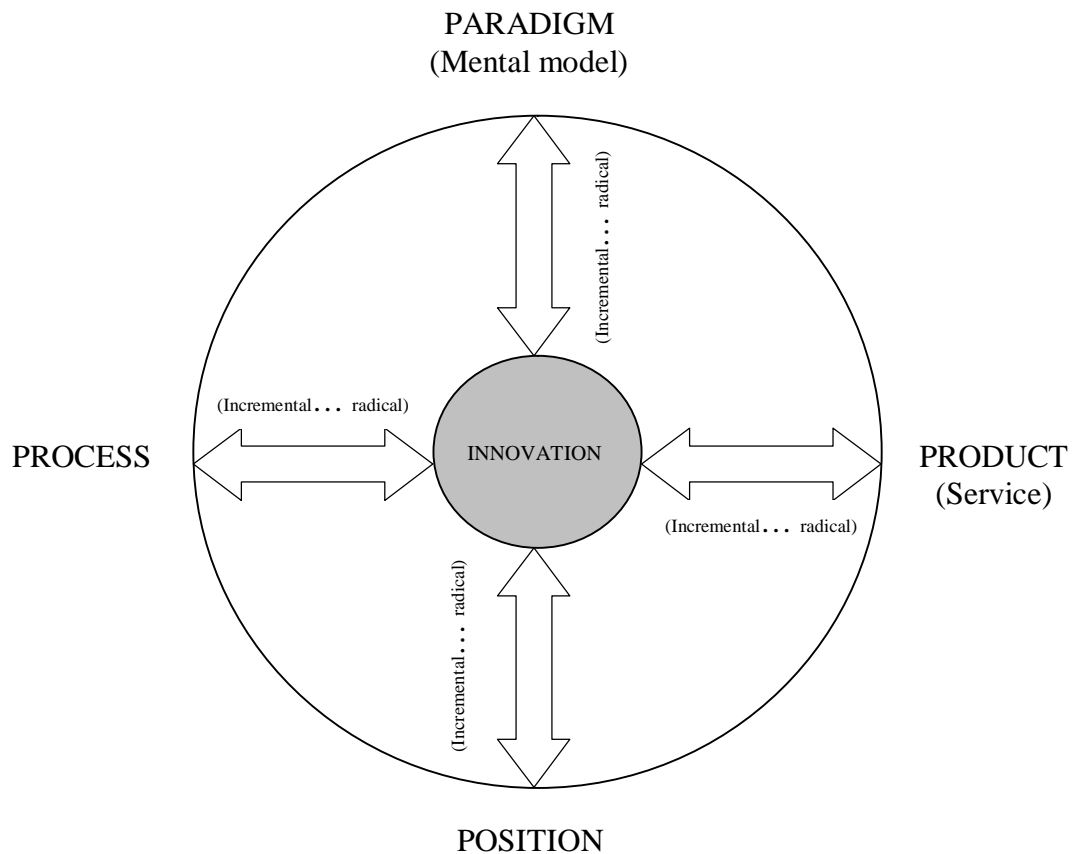 PARADIGM
(Mental model)
(Incremental... radical)
(Incremental... radical)
PROCESS
INNOVATION
PRODUCT
(Service)
(Incremental... radical)
(Incremental... radical)
POSITION